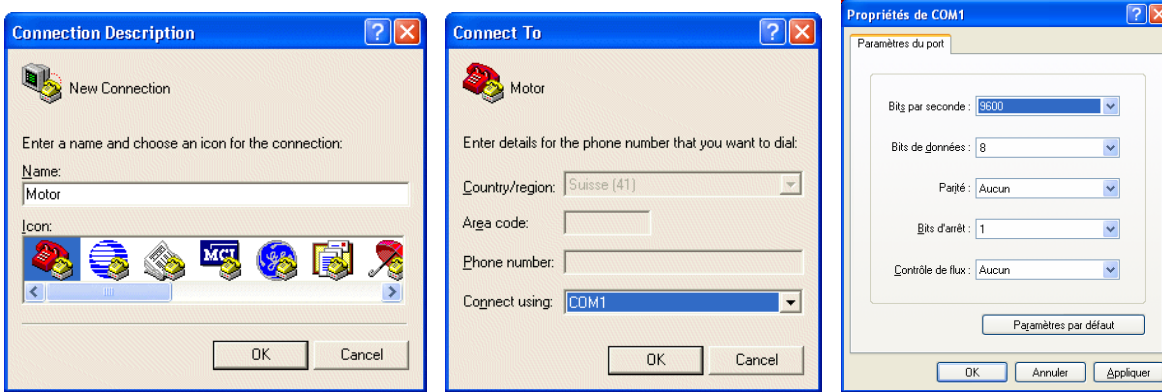 Connection Description
New Connection
Enter a name and choose an icon for the connection:
Name:
Motor
Icon:
MCI
OK Cancel
Connect To
Motor
Enter details for the phone number that you want to dial:
Country/region: Suisse (41)
Area code:
Phone number:
Connect using: COM1
OK Cancel
Propriétés de COM1
Paramètres du port
Bits par seconde : 9600
Bits de données : 8
Parité : Aucun
Bits d'arrêt : 1
Contrôle de flux : Aucun
Paramètres par défaut
OK Annuler Appliquer